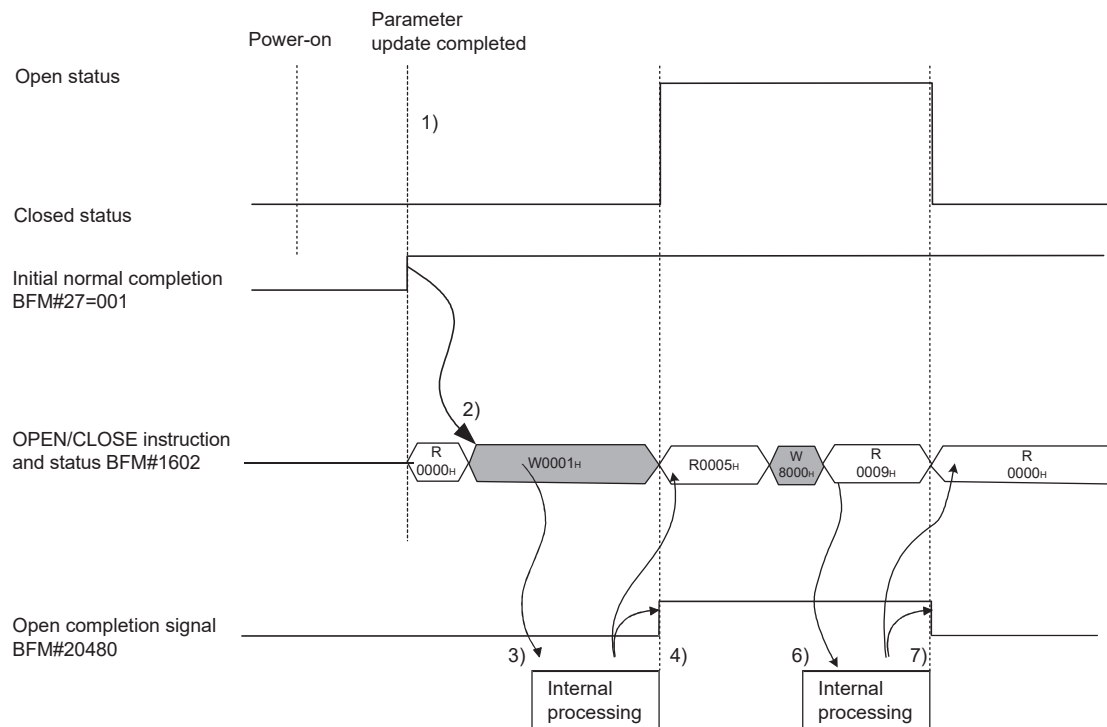 Power-on
Parameter
update completed
Open status
1)
Closed status
Initial normal completion
BFM#27=001
2)
OPEN/CLOSE instruction
and status BFM#1602
R
0000H
W0001H
R0005H
W
8000H
R
0009H
R
0000H
Open completion signal
BFM#20480
3)
4)
6)
7)
Internal
processing
Internal
processing